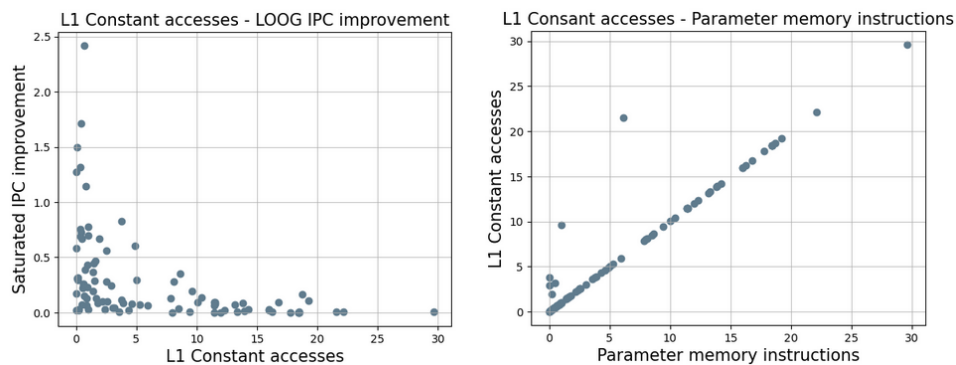 L1 Constant accesses - LOOG IPC improvement
Saturated IPC improvement
2.5
2.0
1.5
1.0
0.5
0.0
0 5 10 15 20 25 30
L1 Constant accesses
L1 Consant accesses - Parameter memory instructions
L1 Constant accesses
30
25
20
15
10
5
0
0 5 10 15 20 25 30
Parameter memory instructions